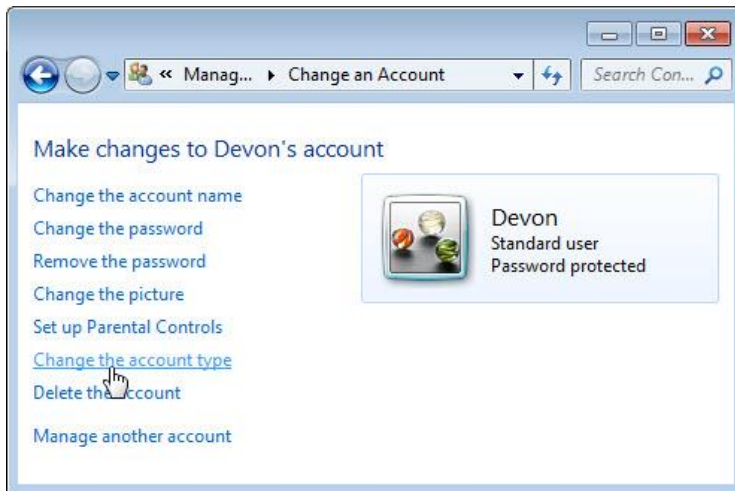 « Manag... ▸ Change an Account
Search Con...
Make changes to Devon's account
Change the account name
Change the password
Remove the password
Change the picture
Set up Parental Controls
Change the account type
Delete the account
Manage another account
Devon
Standard user
Password protected